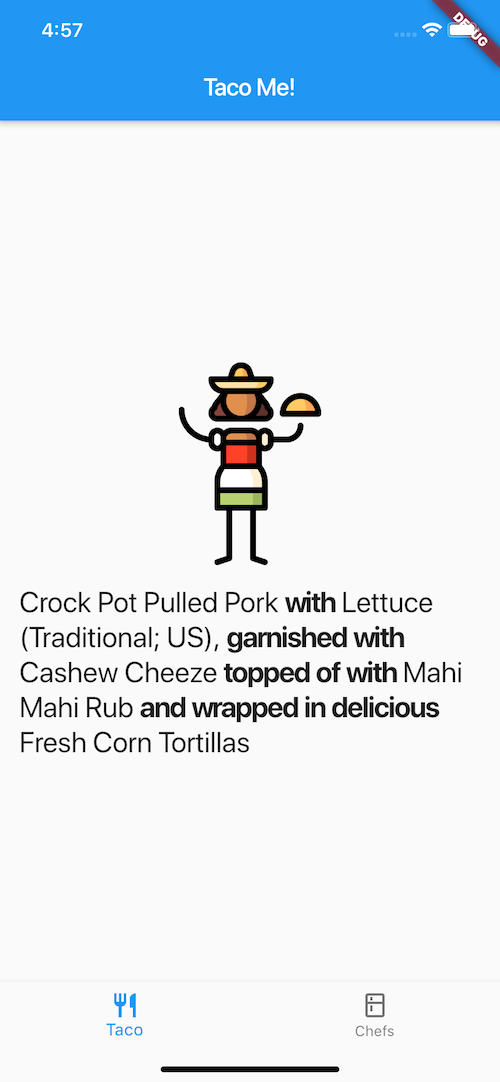 4:57
DEBUG
Taco Me!
Crock Pot Pulled Pork with Lettuce
(Traditional; US), garnished with
Cashew Cheeze topped of with Mahi
Mahi Rub and wrapped in delicious
Fresh Corn Tortillas
Taco
Chefs